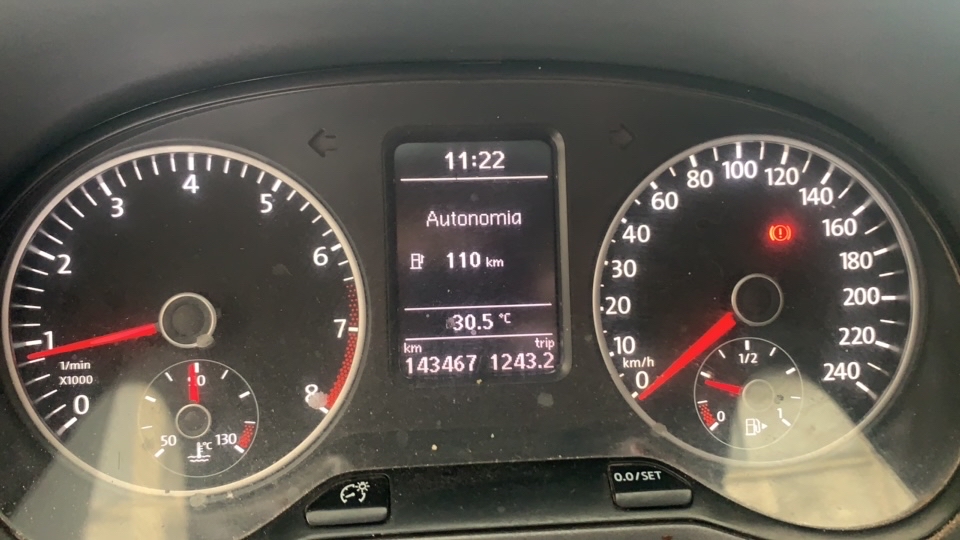 11:22
Autonomia
110 km
30.5 °C
km trip
143467 1243.2
0 1 2 3 4 5 6 7 8
1/min
X1000
50 130
°C
0 10 20 30 40 60 80 100 120 140 160 180 200 220 240
km/h
0 1/2 1
0.0/SET